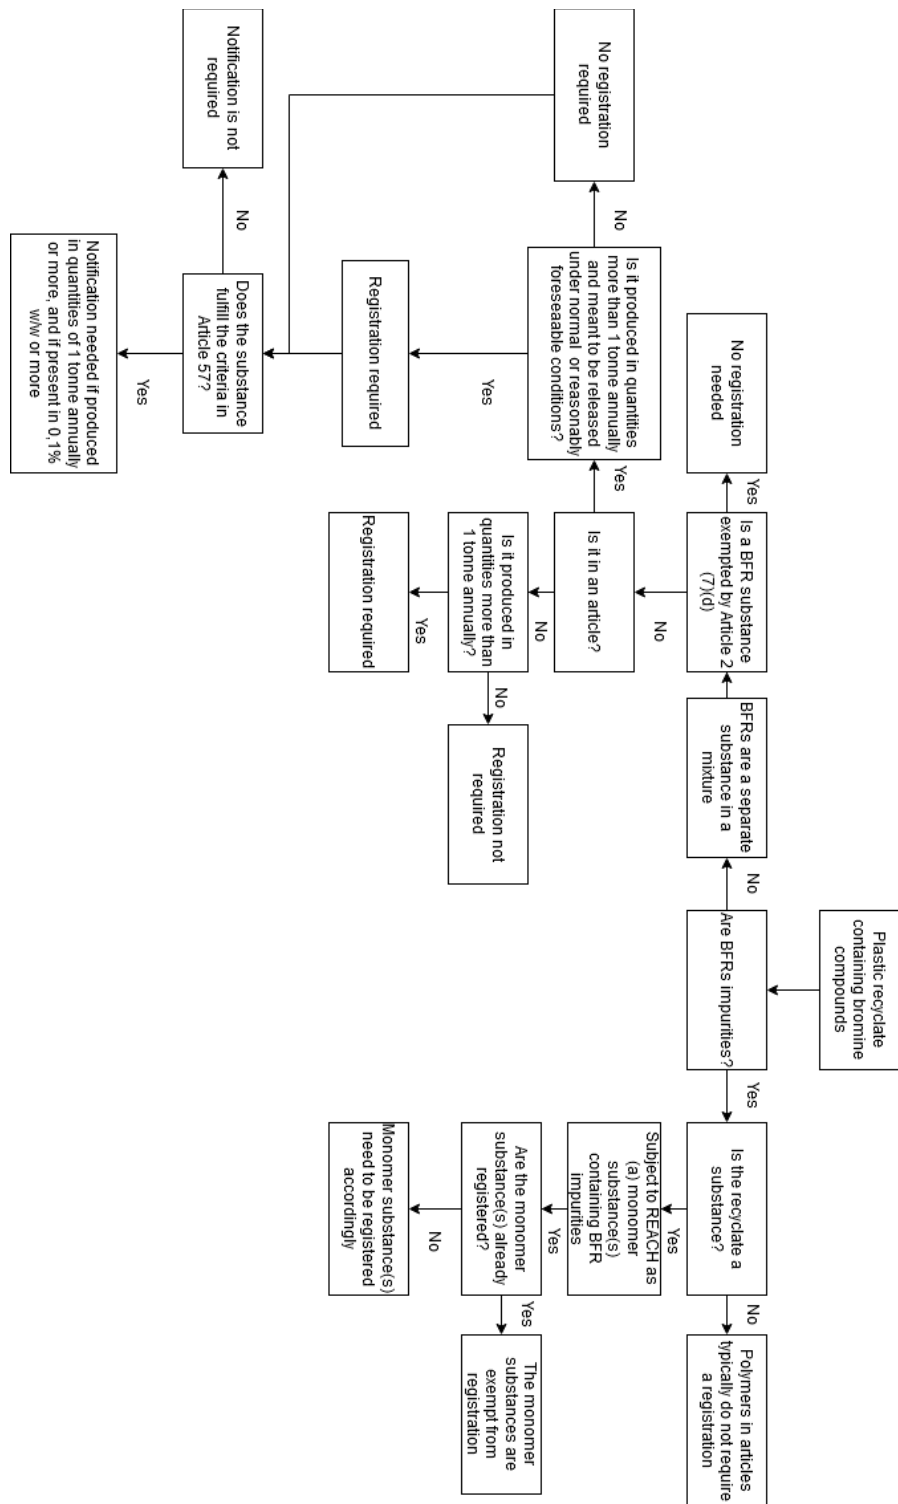 Plastic recyclate
containing bromine
compounds
Are BFRs impurities?
No
Yes
BFRs are a separate
substance in a
mixture
Is a BFR substance
exempted by Article 2
(7)(d)
Yes
No registration
needed
No
Is it in an article?
Yes
Is it produced in quantities
more than 1 tonne annually
and meant to be released
under normal or reasonably
foreseaable conditions?
No
No registration
required
Yes
Registration required
Does the substance
fulfill the criteria in
Article 57?
No
Notification is not
required
Yes
Notification needed if produced
in quantities of 1 tonne annually
or more, and if present in 0,1%
w/w or more
No
Is it produced in
quantities more than
1 tonne annually?
Yes
Registration required
No
Registration not
required
Is the recyclate a
substance?
No
Polymers in articles
typically do not require
a registration
Yes
Subject to REACH as
(a) monomer
substance(s)
containing BFR
impurities
Yes
Are the monomer
substance(s) already
registered?
No
Monomer substance(s)
need to be registered
accordingly
Yes
The monomer
substances are
exempt from
registration